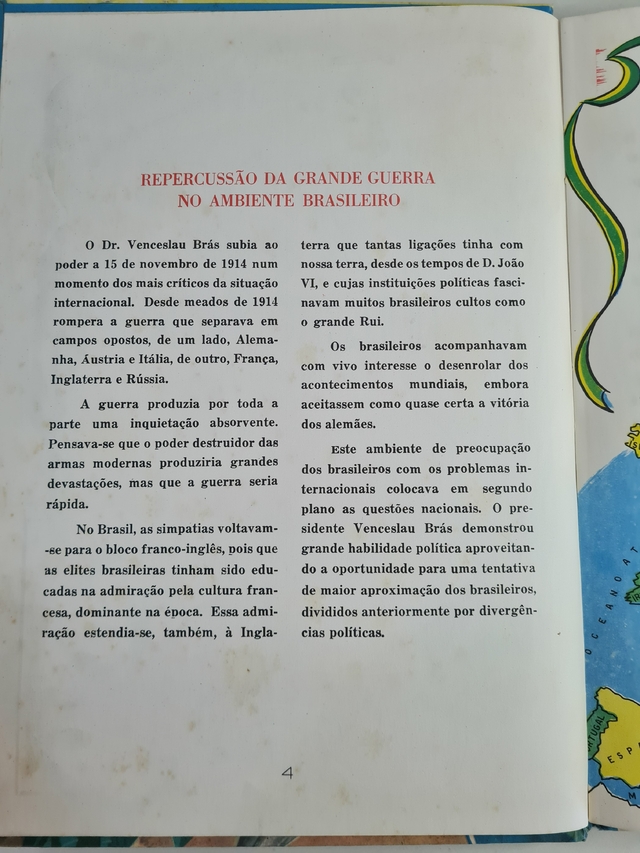 REPERCUSSÃO DA GRANDE GUERRA
NO AMBIENTE BRASILEIRO
O Dr. Venceslau Brás subia ao
poder a 15 de novembro de 1914 num
momento dos mais críticos da situação
internacional. Desde meados de 1914
rompera a guerra que separava em
campos opostos, de um lado, Alema-
nha, Áustria e Itália, de outro, França,
Inglaterra e Rússia.
A guerra produzia por toda a
parte uma inquietação absorvente.
Pensava-se que o poder destruidor das
armas modernas produziria grandes
devastações, mas que a guerra seria
rápida.
No Brasil, as simpatias voltavam-
-se para o bloco franco-inglês, pois que
as elites brasileiras tinham sido edu-
cadas na admiração pela cultura fran-
cesa, dominante na época. Essa admi-
ração estendia-se, também, à Ingla-
terra que tantas ligações tinha com
nossa terra, desde os tempos de D. João
VI, e cujas instituições políticas fasci-
navam muitos brasileiros cultos como
o grande Rui.
Os brasileiros acompanhavam
com vivo interesse o desenrolar dos
acontecimentos mundiais, embora
aceitassem como quase certa a vitória
dos alemães.
Este ambiente de preocupação
dos brasileiros com os problemas in-
ternacionais colocava em segundo
plano as questões nacionais. O pre-
sidente Venceslau Brás demonstrou
grande habilidade política aproveitan-
do a oportunidade para uma tentativa
de maior aproximação dos brasileiros,
divididos anteriormente por divergên-
cias políticas.
4
OCEANO AT
PORTUGAL
ESP
M